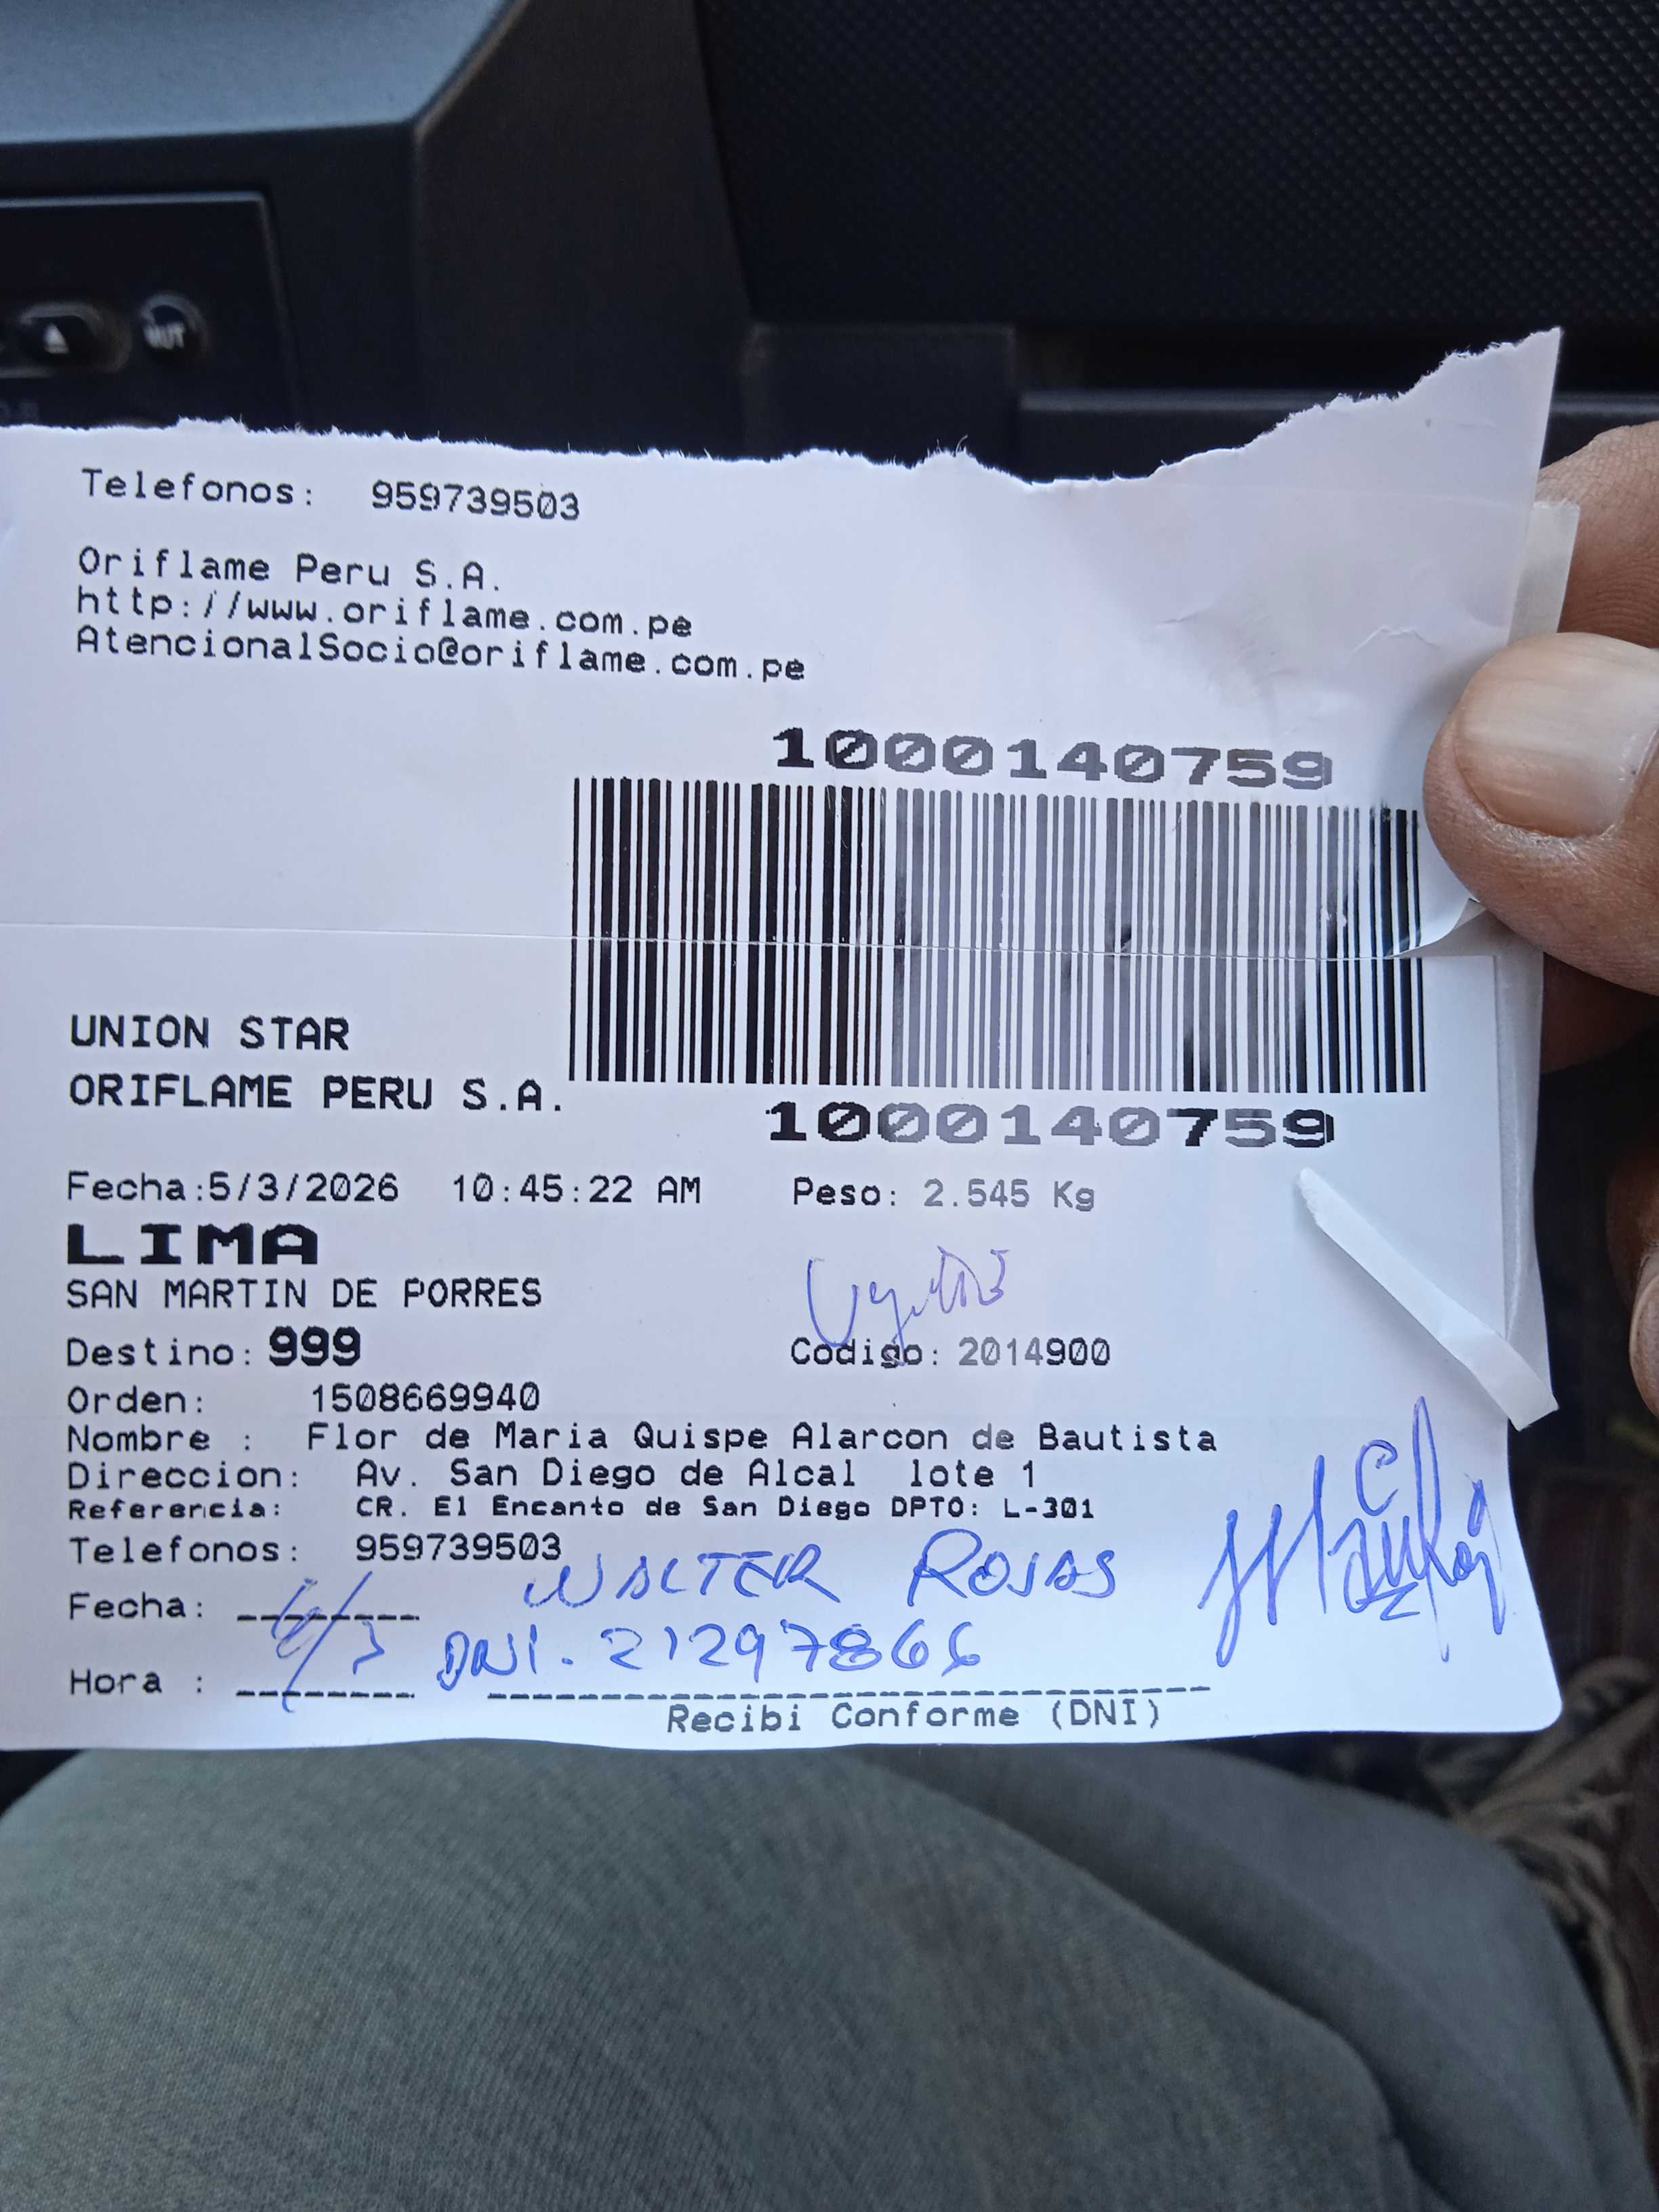 MUT
Telefonos: 959739503
Oriflame Peru S.A.
http://www.oriflame.com.pe
AtencionalSocio@oriflame.com.pe
1000140759
UNION STAR
ORIFLAME PERU S.A.
1000140759
Fecha:5/3/2026 10:45:22 AM Peso: 2.545 Kg
LIMA
SAN MARTIN DE PORRES
Destino: 999 Codigo: 2014900
Orden: 1508669940
Nombre : Flor de Maria Quispe Alarcon de Bautista
Direccion: Av. San Diego de Alcal lote 1
Referencia: CR. El Encanto de San Diego DPTO: L-301
Telefonos: 959739503
WALTER ROJAS
Fecha:
DNI. 21297866
Hora :
Recibi Conforme (DNI)